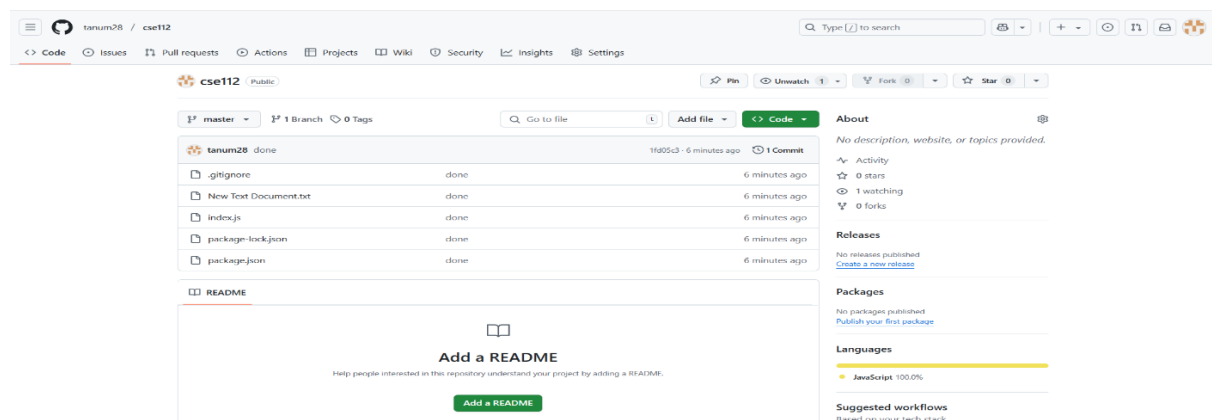 tanum28 / cse112
Type / to search
Code Issues Pull requests Actions Projects Wiki Security Insights Settings
cse112 Public
Pin Unwatch 1 Fork 0 Star 0
master 1 Branch 0 Tags Go to file t Add file Code
tanum28 done 1fd05c3 · 6 minutes ago 1 Commit
.gitignore done 6 minutes ago
New Text Document.txt done 6 minutes ago
index.js done 6 minutes ago
package-lock.json done 6 minutes ago
package.json done 6 minutes ago
README
Add a README
Help people interested in this repository understand your project by adding a README.
Add a README
About
No description, website, or topics provided.
Activity
0 stars
1 watching
0 forks
Releases
No releases published
Create a new release
Packages
No packages published
Publish your first package
Languages
JavaScript 100.0%
Suggested workflows
Based on your tech stack